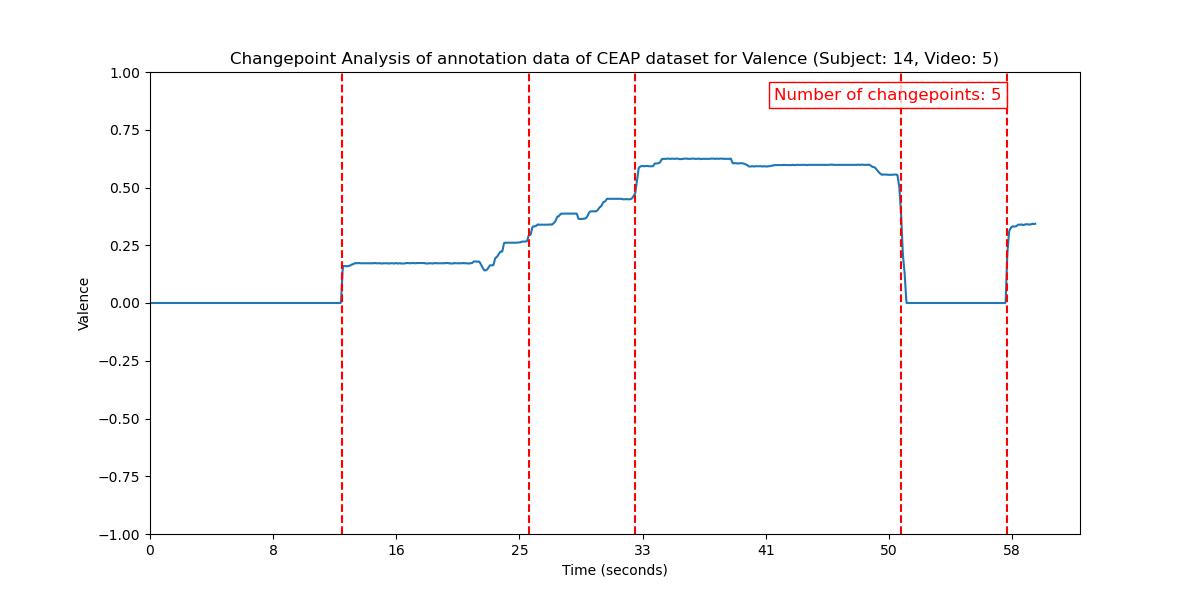 Changepoint Analysis of annotation data of CEAP dataset for Valence (Subject: 14, Video: 5)
Number of changepoints: 5
1.00
0.75
0.50
0.25
0.00
−0.25
−0.50
−0.75
−1.00
Valence
0 8 16 25 33 41 50 58
Time (seconds)